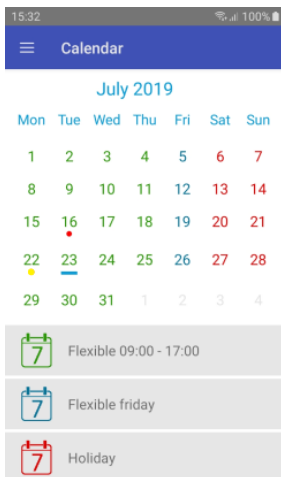 15:32 100%
Calendar
July 2019
Mon Tue Wed Thu Fri Sat Sun
1 2 3 4 5 6 7
8 9 10 11 12 13 14
15 16 17 18 19 20 21
22 23 24 25 26 27 28
29 30 31 1 2 3 4
7 Flexible 09:00 - 17:00
7 Flexible friday
7 Holiday